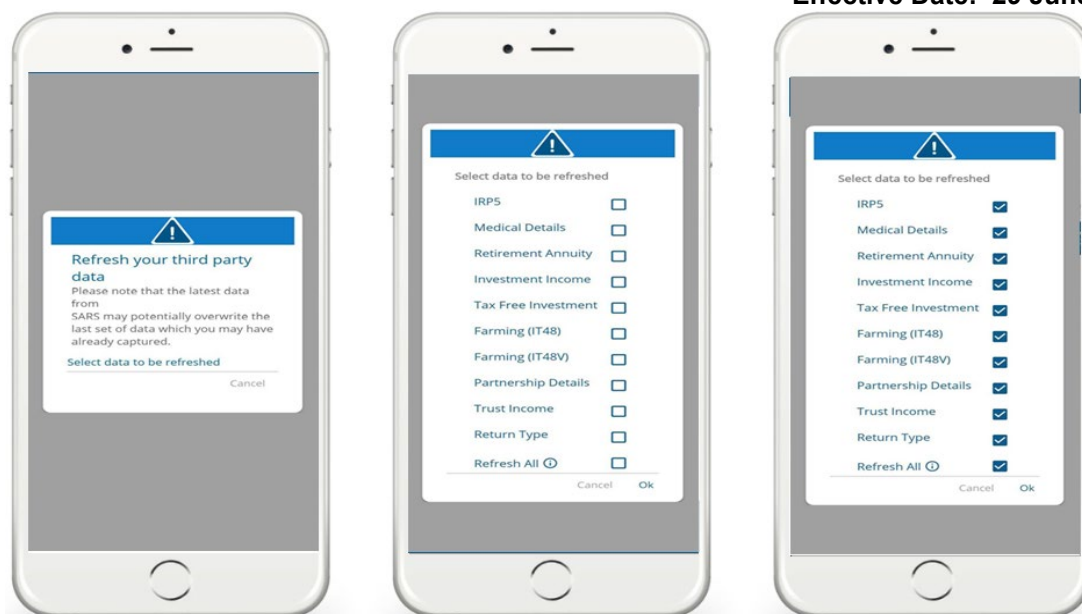 Refresh your third party
data
Please note that the latest data
from
SARS may potentially overwrite the
last set of data which you may have
already captured.
Select data to be refreshed
Cancel
Select data to be refreshed
IRP5
Medical Details
Retirement Annuity
Investment Income
Tax Free Investment
Farming (IT48)
Farming (IT48V)
Partnership Details
Trust Income
Return Type
Refresh All
Cancel Ok
Select data to be refreshed
IRP5
Medical Details
Retirement Annuity
Investment Income
Tax Free Investment
Farming (IT48)
Farming (IT48V)
Partnership Details
Trust Income
Return Type
Refresh All
Cancel Ok